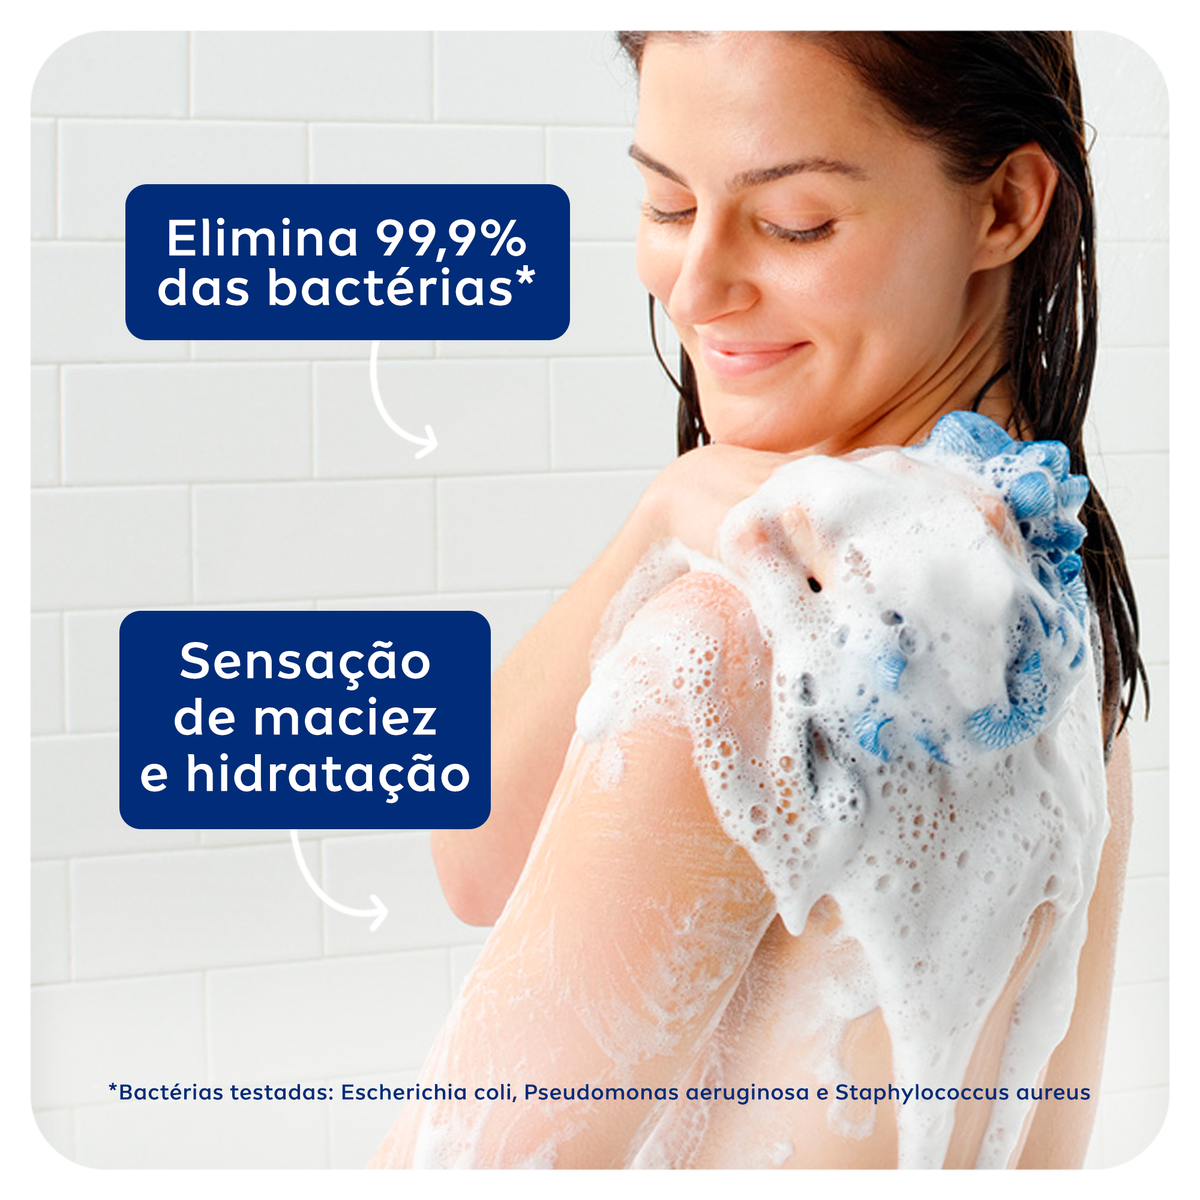 Elimina 99,9%
das bactérias*
Sensação
de maciez
e hidratação
*Bactérias testadas: Escherichia coli, Pseudomonas aeruginosa e Staphylococcus aureus